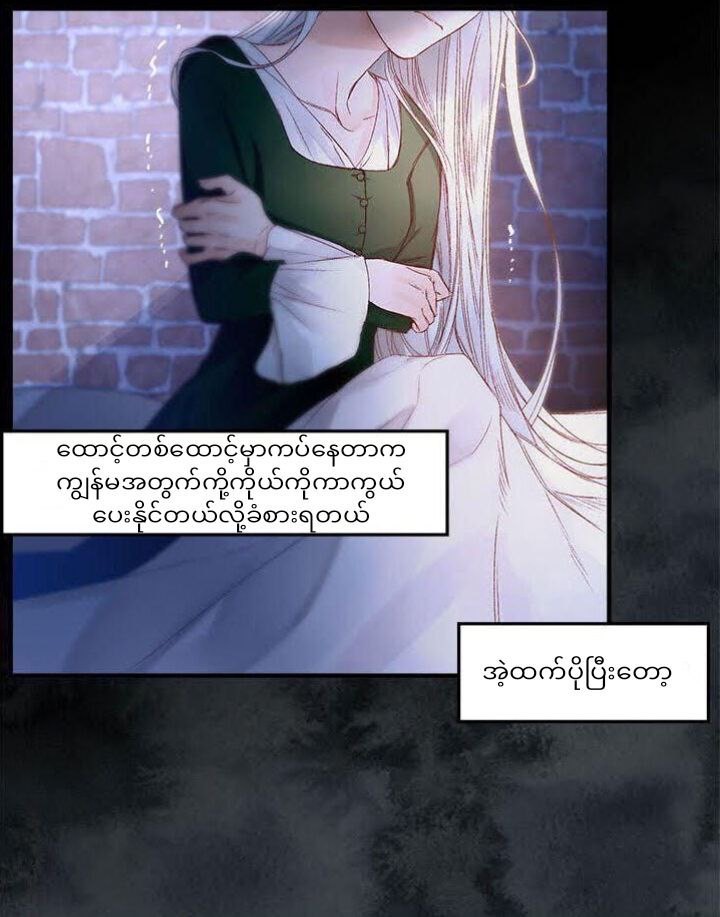 ထောင့်တစ်ထောင့်မှာကပ်နေတာက
ကျွန်မအတွက်ကို့ကိုယ်ကိုကာကွယ်
ပေးနိုင်တယ်လို့ခံစားရတယ်
အဲ့ထက်ပိုပြီးတော့